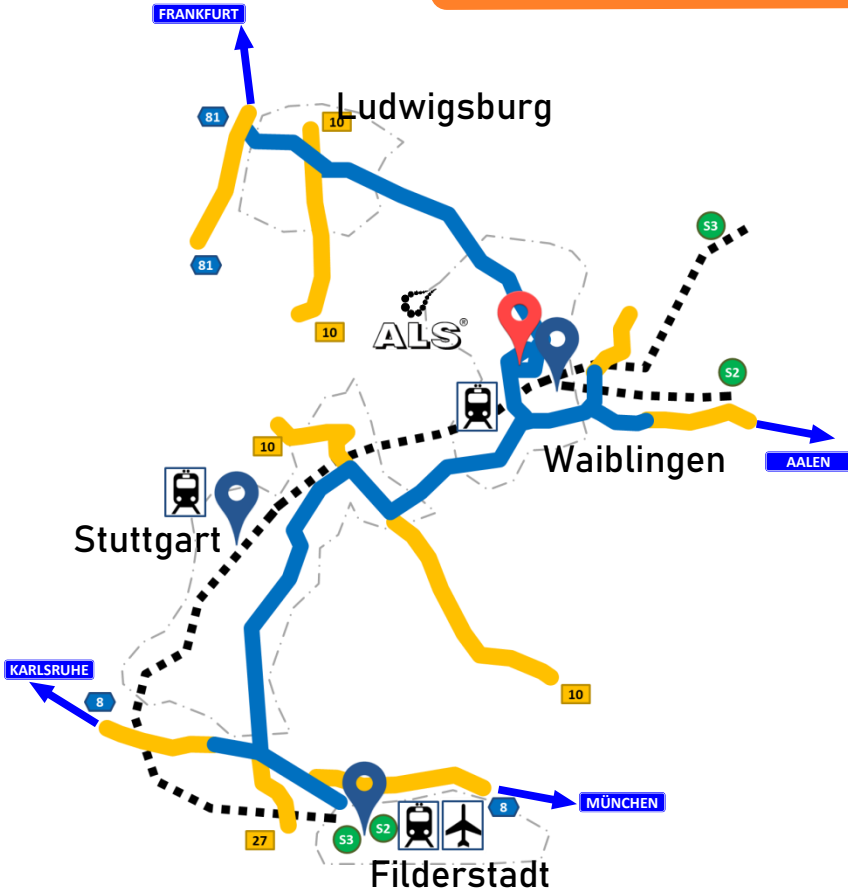 FRANKFURT
Ludwigsburg
81
10
S3
81
ALS®
10
S2
10
Waiblingen
AALEN
Stuttgart
KARLSRUHE
8
10
MÜNCHEN
8
27
S3
S2
Filderstadt